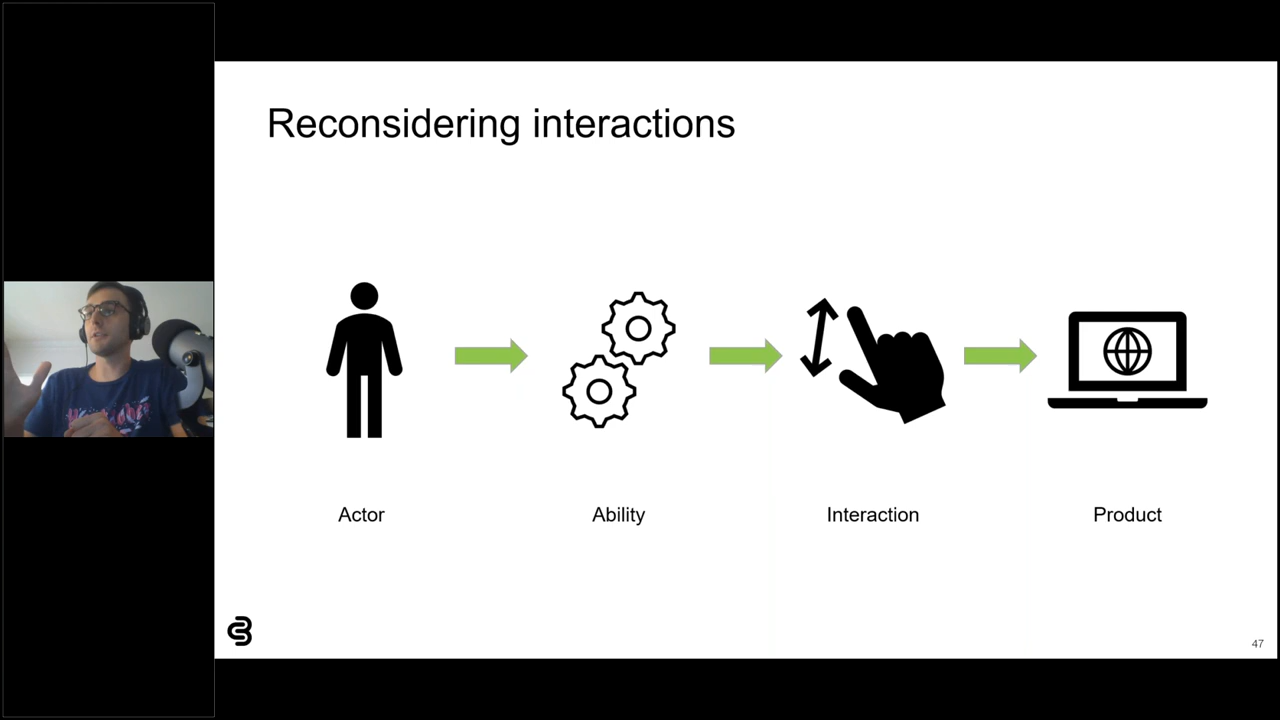 Reconsidering interactions
Actor
Ability
Interaction
Product
47